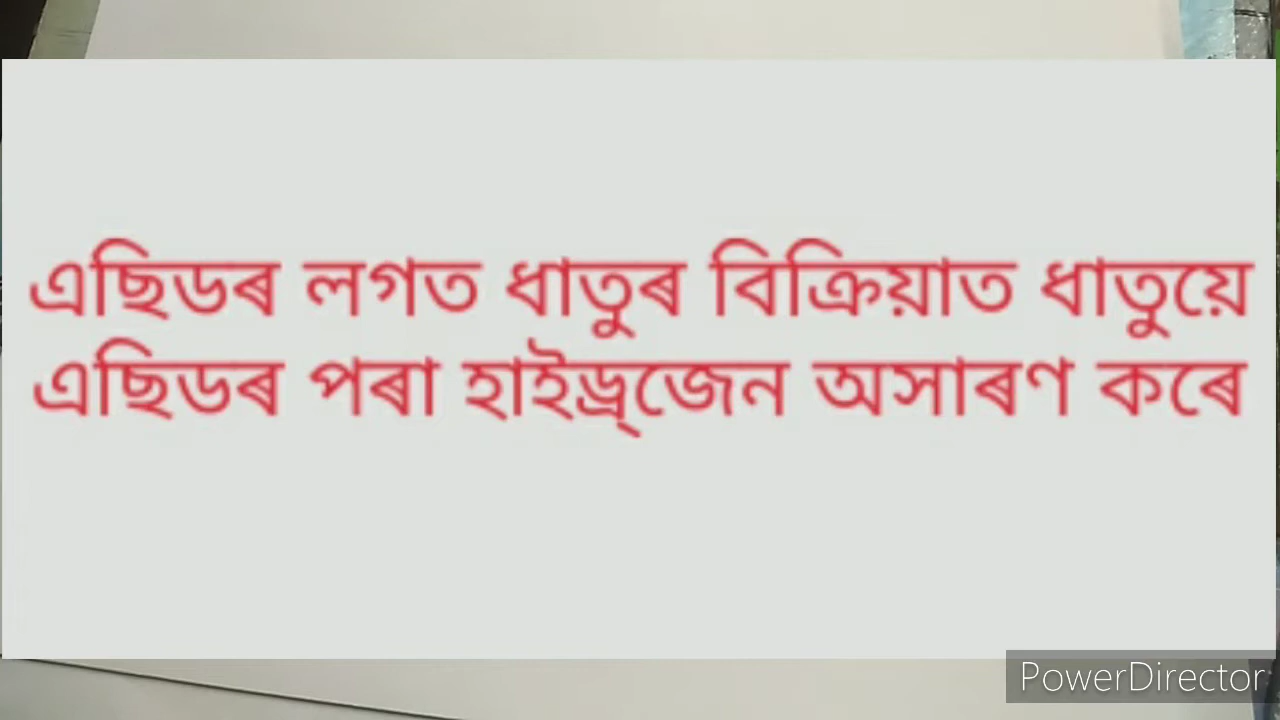 এছিডৰ লগত ধাতুৰ বিক্ৰিয়াত ধাতুয়ে
এছিডৰ পৰা হাইড্ৰ্জেন অসাৰণ কৰে
PowerDirector